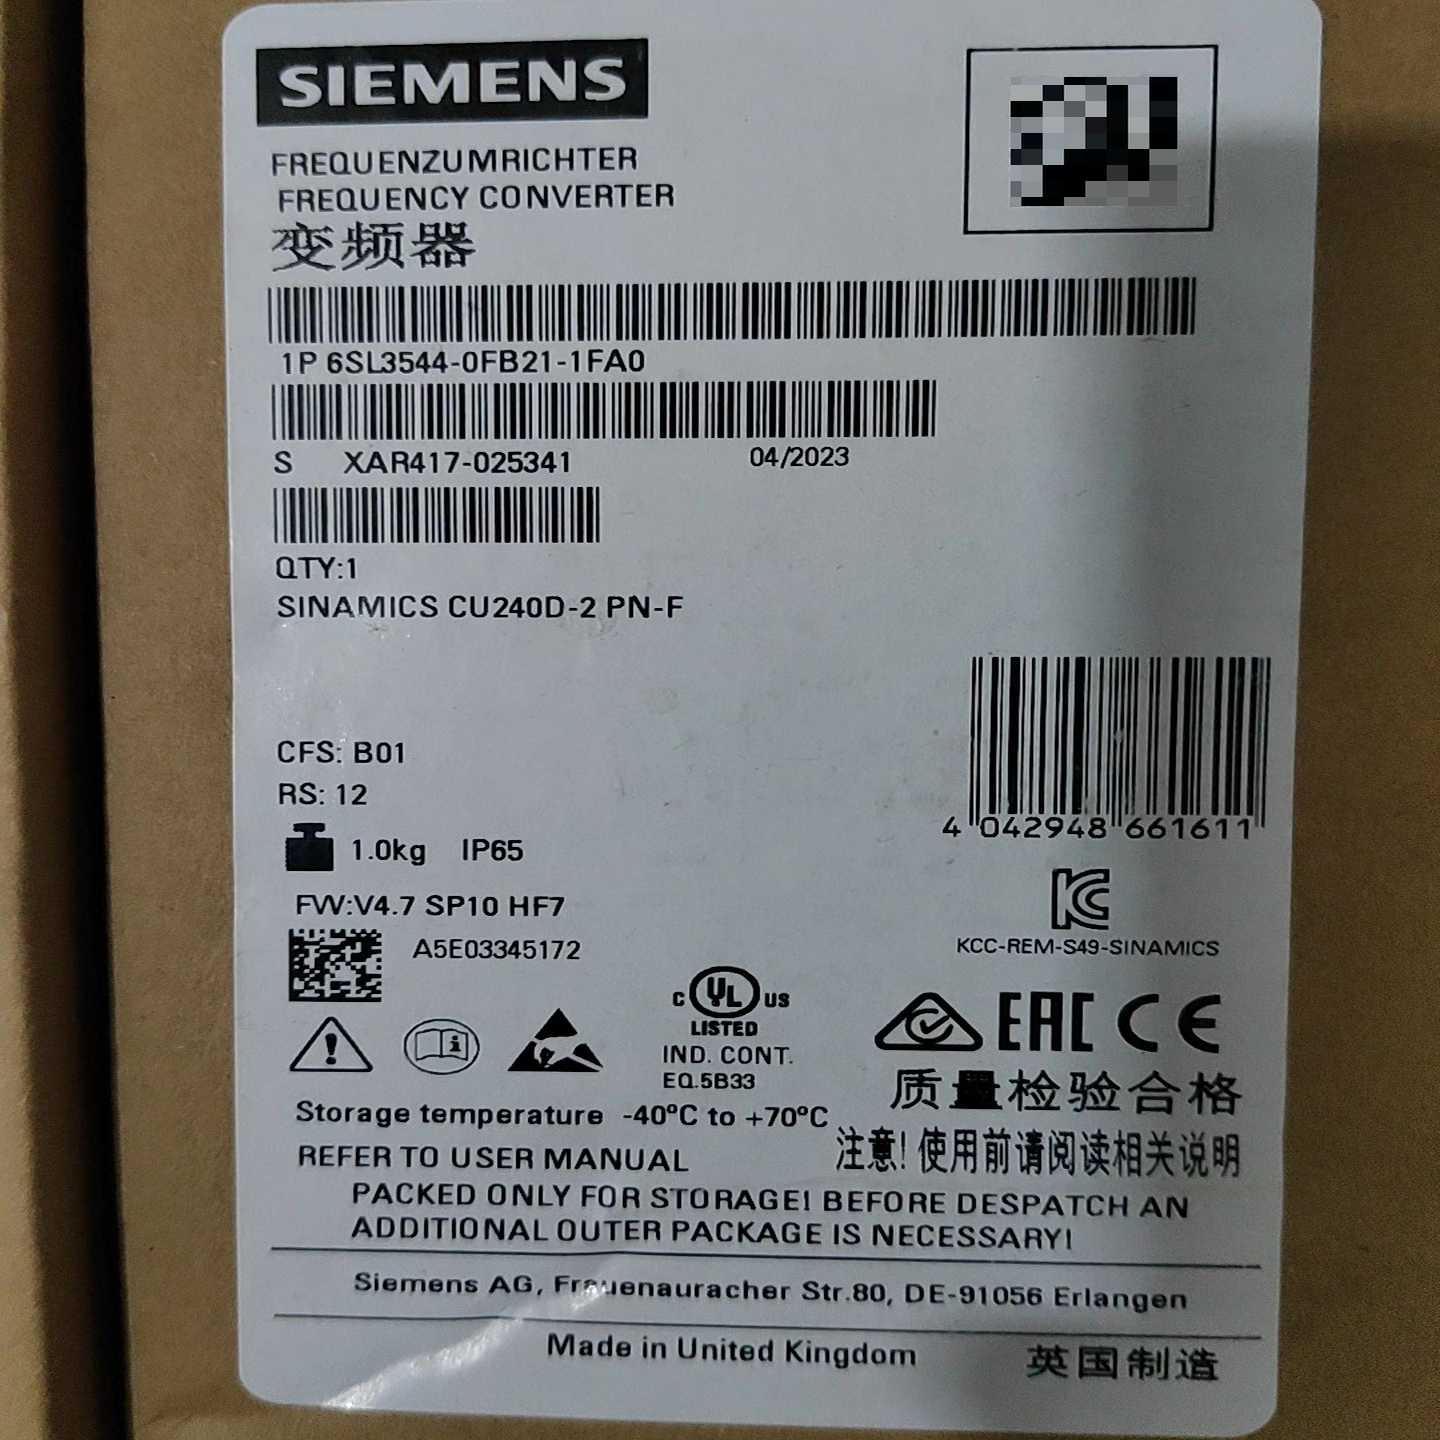 SIEMENS
FREQUENZUMRICHTER
FREQUENCY CONVERTER
变频器
1P 6SL3544-0FB21-1FA0
S XAR417-025341 04/2023
QTY:1
SINAMICS CU240D-2 PN-F
CFS: B01
RS: 12
4 042948 661611
1.0kg IP65
FW:V4.7 SP10 HF7
KC
A5E03345172
KCC-REM-S49-SINAMICS
C UL US
LISTED
IND. CONT.
EQ.5B33
EAC CE
质量检验合格
Storage temperature -40°C to +70°C
注意! 使用前请阅读相关说明
REFER TO USER MANUAL
PACKED ONLY FOR STORAGE! BEFORE DESPATCH AN
ADDITIONAL OUTER PACKAGE IS NECESSARY!
Siemens AG, Frauenauracher Str.80, DE-91056 Erlangen
Made in United Kingdom 英国制造